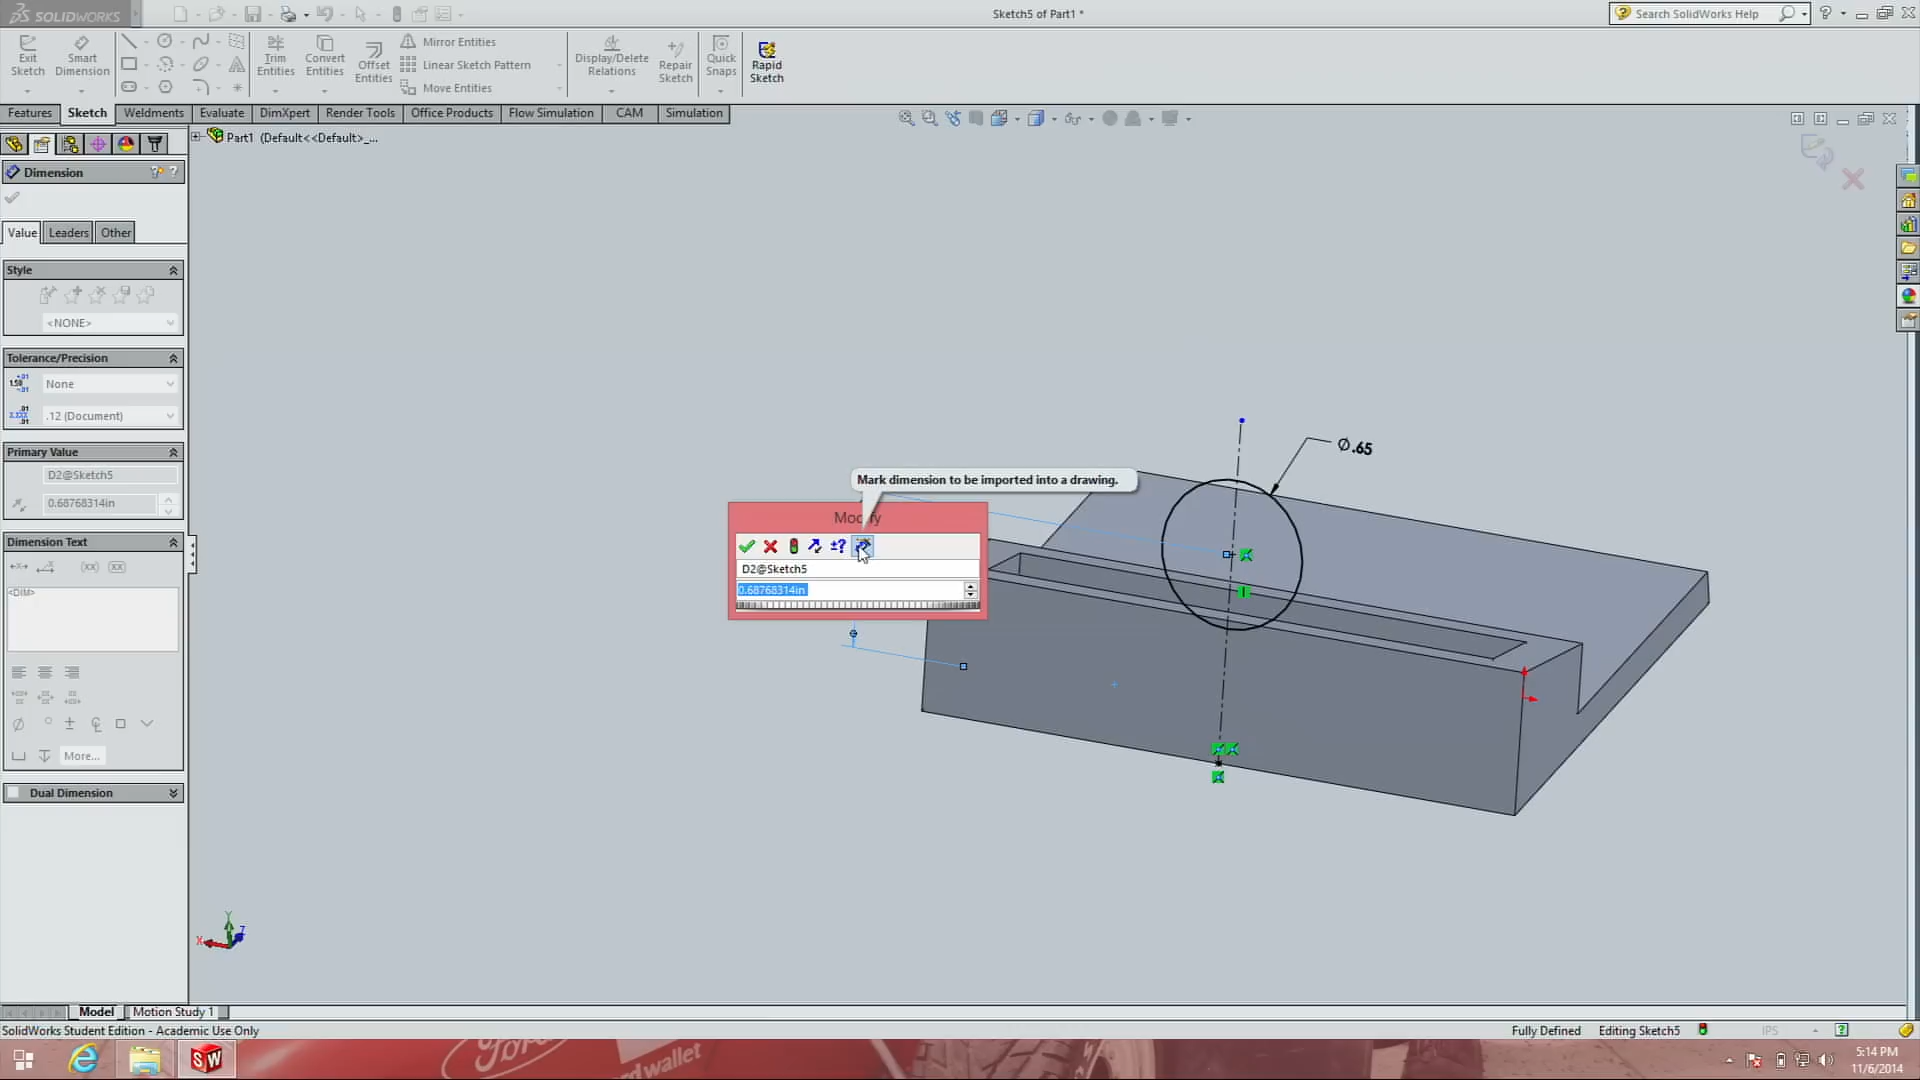 SOLIDWORKS
Sketch5 of Part1 *
Search SolidWorks Help
Exit Sketch
Smart Dimension
Trim Entities
Convert Entities
Offset Entities
Mirror Entities
Linear Sketch Pattern
Move Entities
Display/Delete Relations
Repair Sketch
Quick Snaps
Rapid Sketch
Features
Sketch
Weldments
Evaluate
DimXpert
Render Tools
Office Products
Flow Simulation
CAM
Simulation
Part1 (Default<<Default>_...
Dimension
Value
Leaders
Other
Style
<NONE>
Tolerance/Precision
None
.12 (Document)
Primary Value
D2@Sketch5
0.68768314in
Dimension Text
(xx) (xx)
<DIM>
More...
Dual Dimension
Ø.65
Mark dimension to be imported into a drawing.
Modify
±?
D2@Sketch5
0.68768314in
Y
X
Z
Model
Motion Study 1
SolidWorks Student Edition - Academic Use Only
Fully Defined
Editing Sketch5
IPS
Ford
dwallet
5:14 PM
11/6/2014